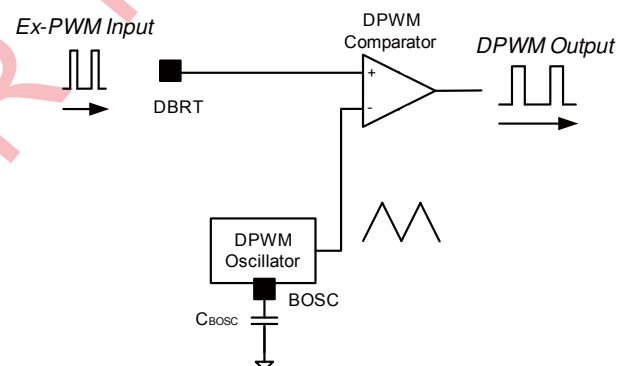 Ex-PWM Input
DPWM
Comparator
DPWM Output
+
-
DBRT
DPWM
Oscillator
BOSC
CBOSC